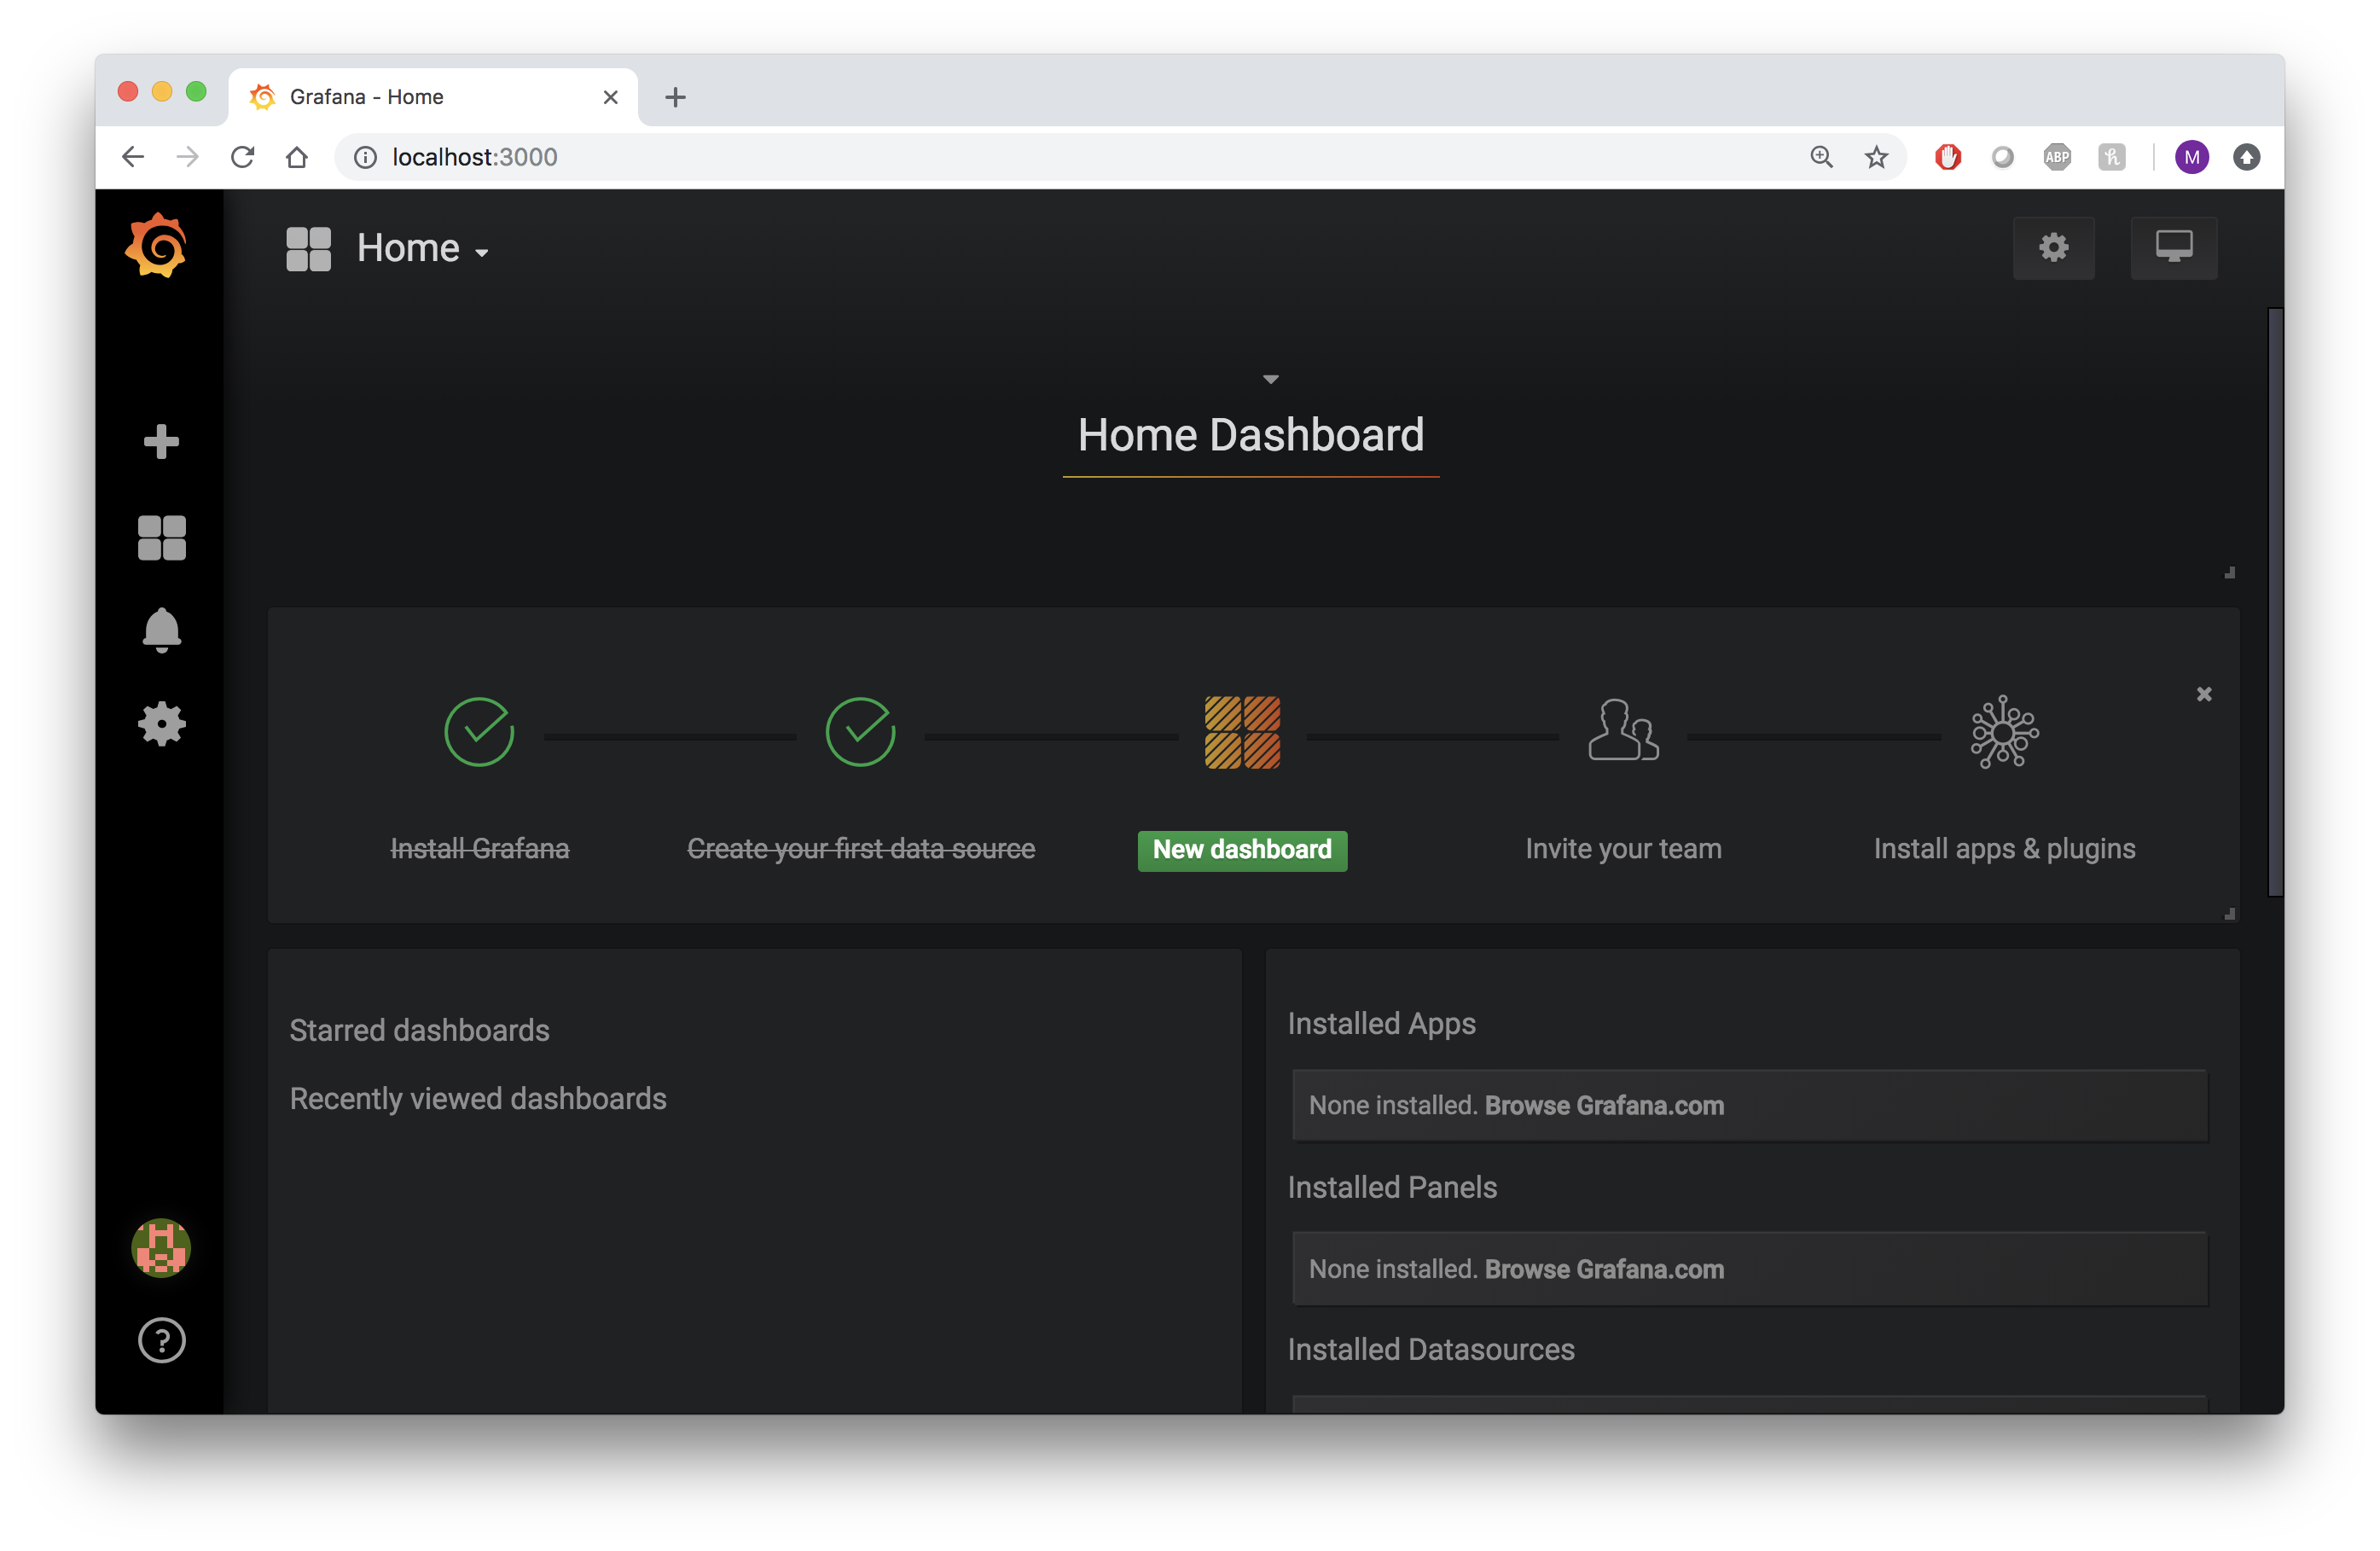 Grafana - Home
localhost:3000
ABP
M
Home
Home Dashboard
Install Grafana
Create your first data source
New dashboard
Invite your team
Install apps & plugins
Starred dashboards
Recently viewed dashboards
Installed Apps
None installed. Browse Grafana.com
Installed Panels
None installed. Browse Grafana.com
Installed Datasources